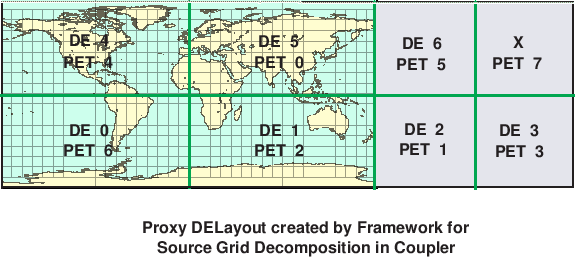 DE 4
PET 4
DE 5
PET 0
DE 6
PET 5
X
PET 7
DE 0
PET 6
DE 1
PET 2
DE 2
PET 1
DE 3
PET 3
Proxy DELayout created by Framework for
Source Grid Decomposition in Coupler